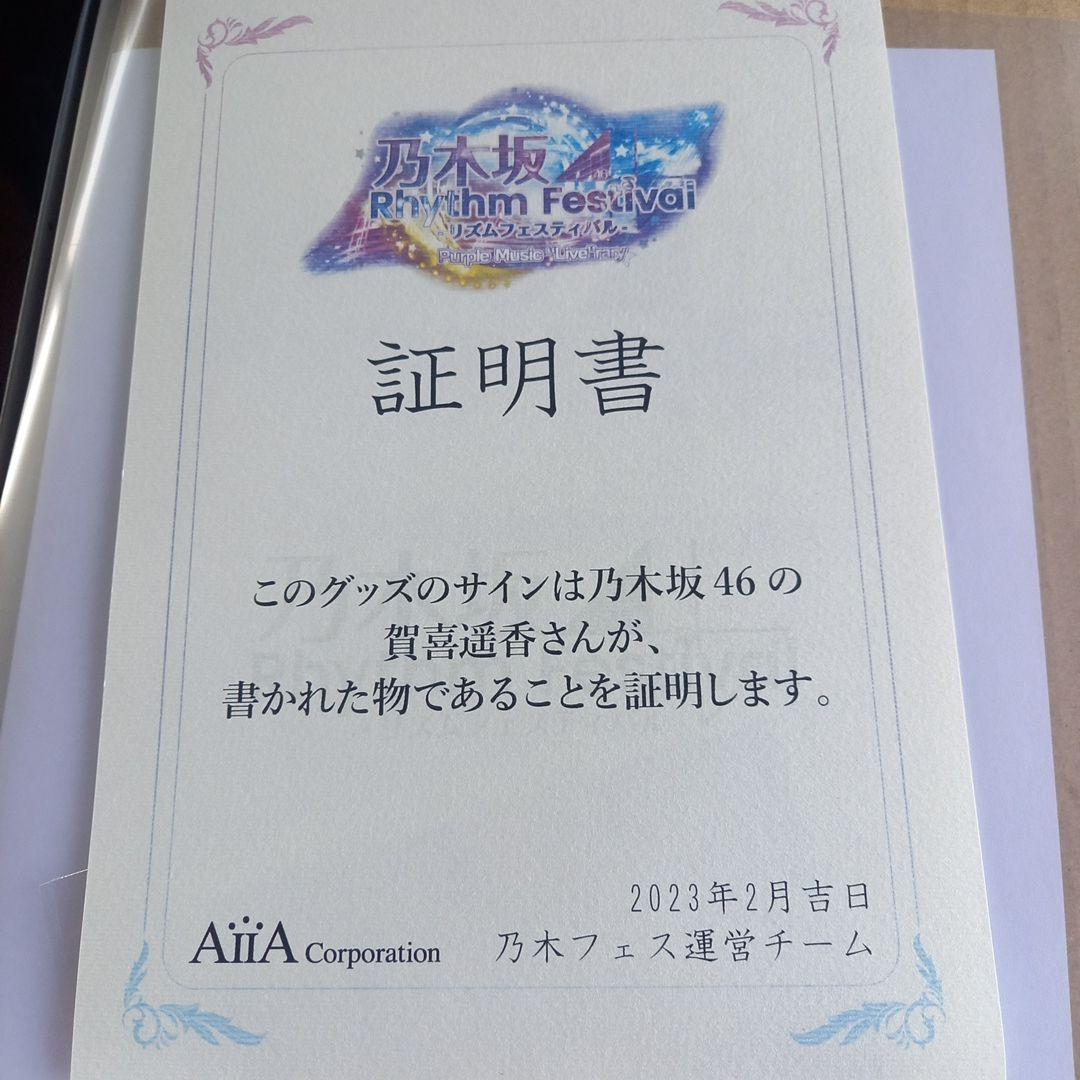 乃木坂46
Rhythm Festival
-リズムフェスティバル-
Purple Music "Live"rary
証明書
このグッズのサインは乃木坂46の
賀喜遥香さんが、
書かれた物であることを証明します。
2023年2月吉日
AiiA Corporation 乃木フェス運営チーム